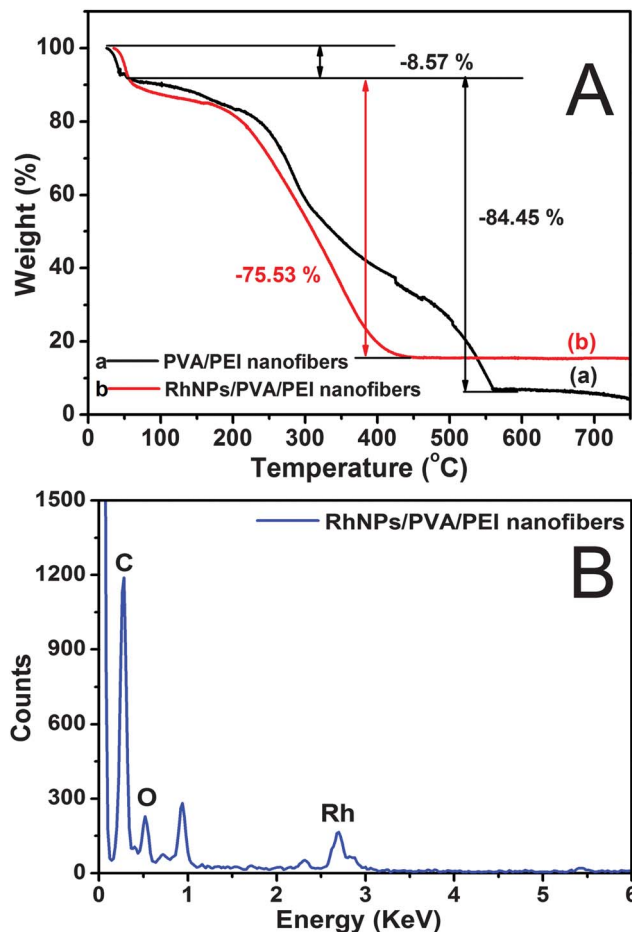 A
100
80
60
40
20
0
Weight (%)
-8.57 %
-84.45 %
-75.53 %
a PVA/PEI nanofibers
b RhNPs/PVA/PEI nanofibers
(b)
(a)
0 100 200 300 400 500 600 700
Temperature (°C)
B
RhNPs/PVA/PEI nanofibers
1500
1200
900
600
300
0
Counts
C
O
Rh
0 1 2 3 4 5 6
Energy (KeV)